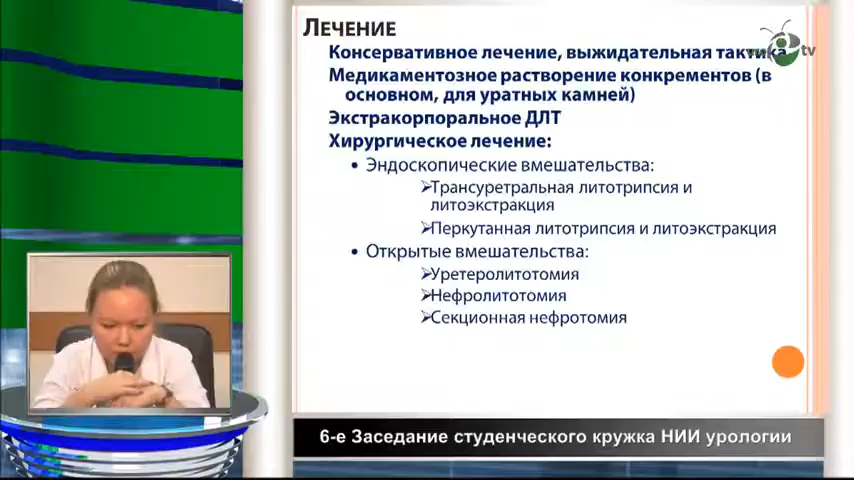 ЛЕЧЕНИЕ
Консервативное лечение, выжидательная тактика
Медикаментозное растворение конкрементов (в
основном, для уратных камней)
Экстракорпоральное ДЛТ
Хирургическое лечение:
• Эндоскопические вмешательства:
➢Трансуретральная литотрипсия и
литоэкстракция
➢Перкутанная литотрипсия и литоэкстракция
• Открытые вмешательства:
➢Уретеролитотомия
➢Нефролитотомия
➢Секционная нефротомия
6-е Заседание студенческого кружка НИИ урологии